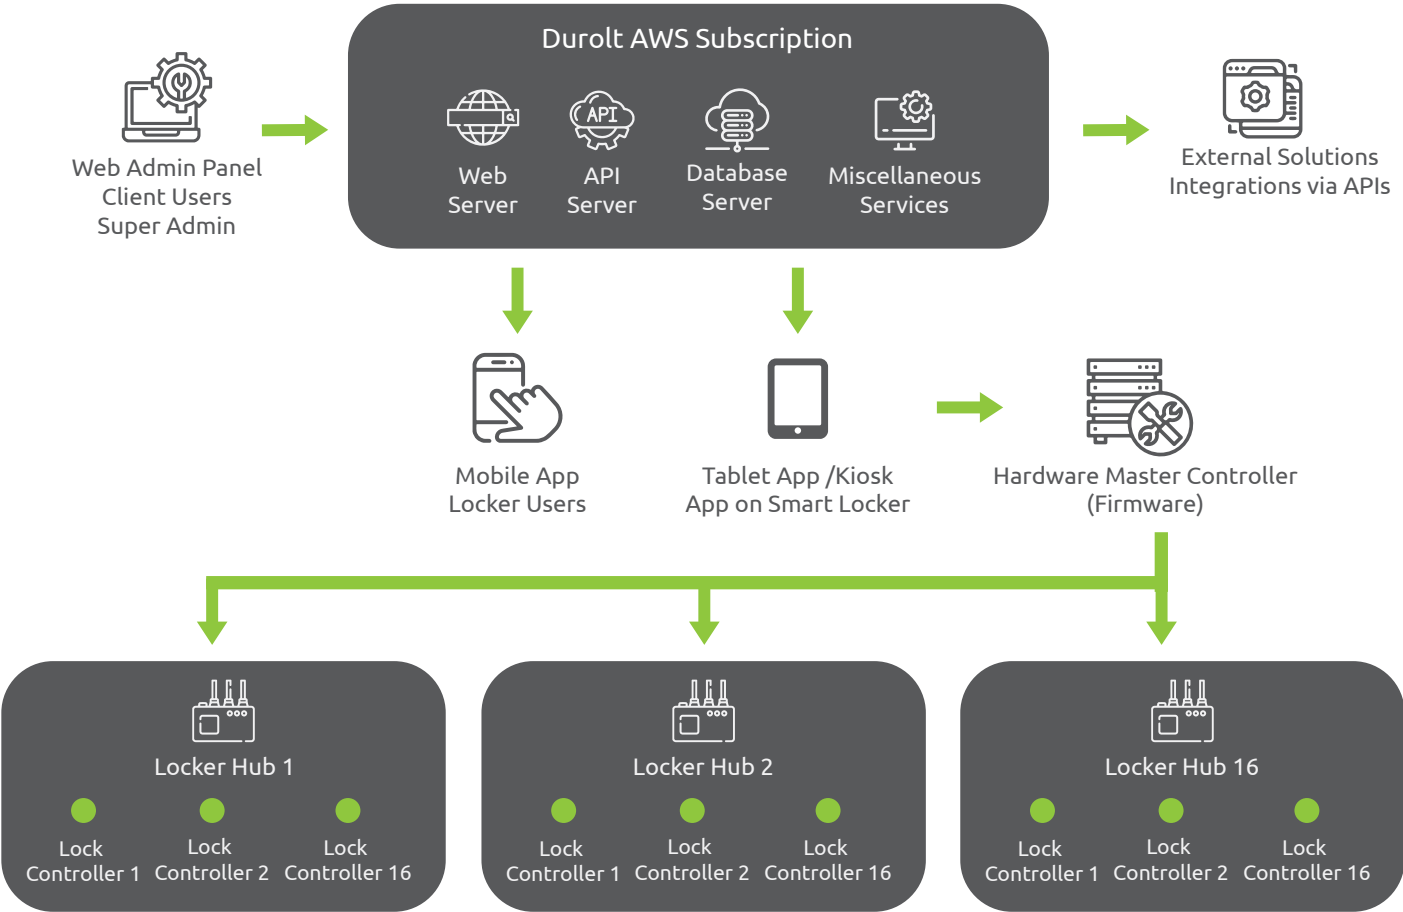 Durolt AWS Subscription
Web Admin Panel
Client Users
Super Admin
Web
Server
API
API
Server
Database
Server
Miscellaneous
Services
External Solutions
Integrations via APIs
Mobile App
Locker Users
Tablet App /Kiosk
App on Smart Locker
Hardware Master Controller
(Firmware)
Locker Hub 1
Lock
Controller 1
Lock
Controller 2
Lock
Controller 16
Locker Hub 2
Lock
Controller 1
Lock
Controller 2
Lock
Controller 16
Locker Hub 16
Lock
Controller 1
Lock
Controller 2
Lock
Controller 16